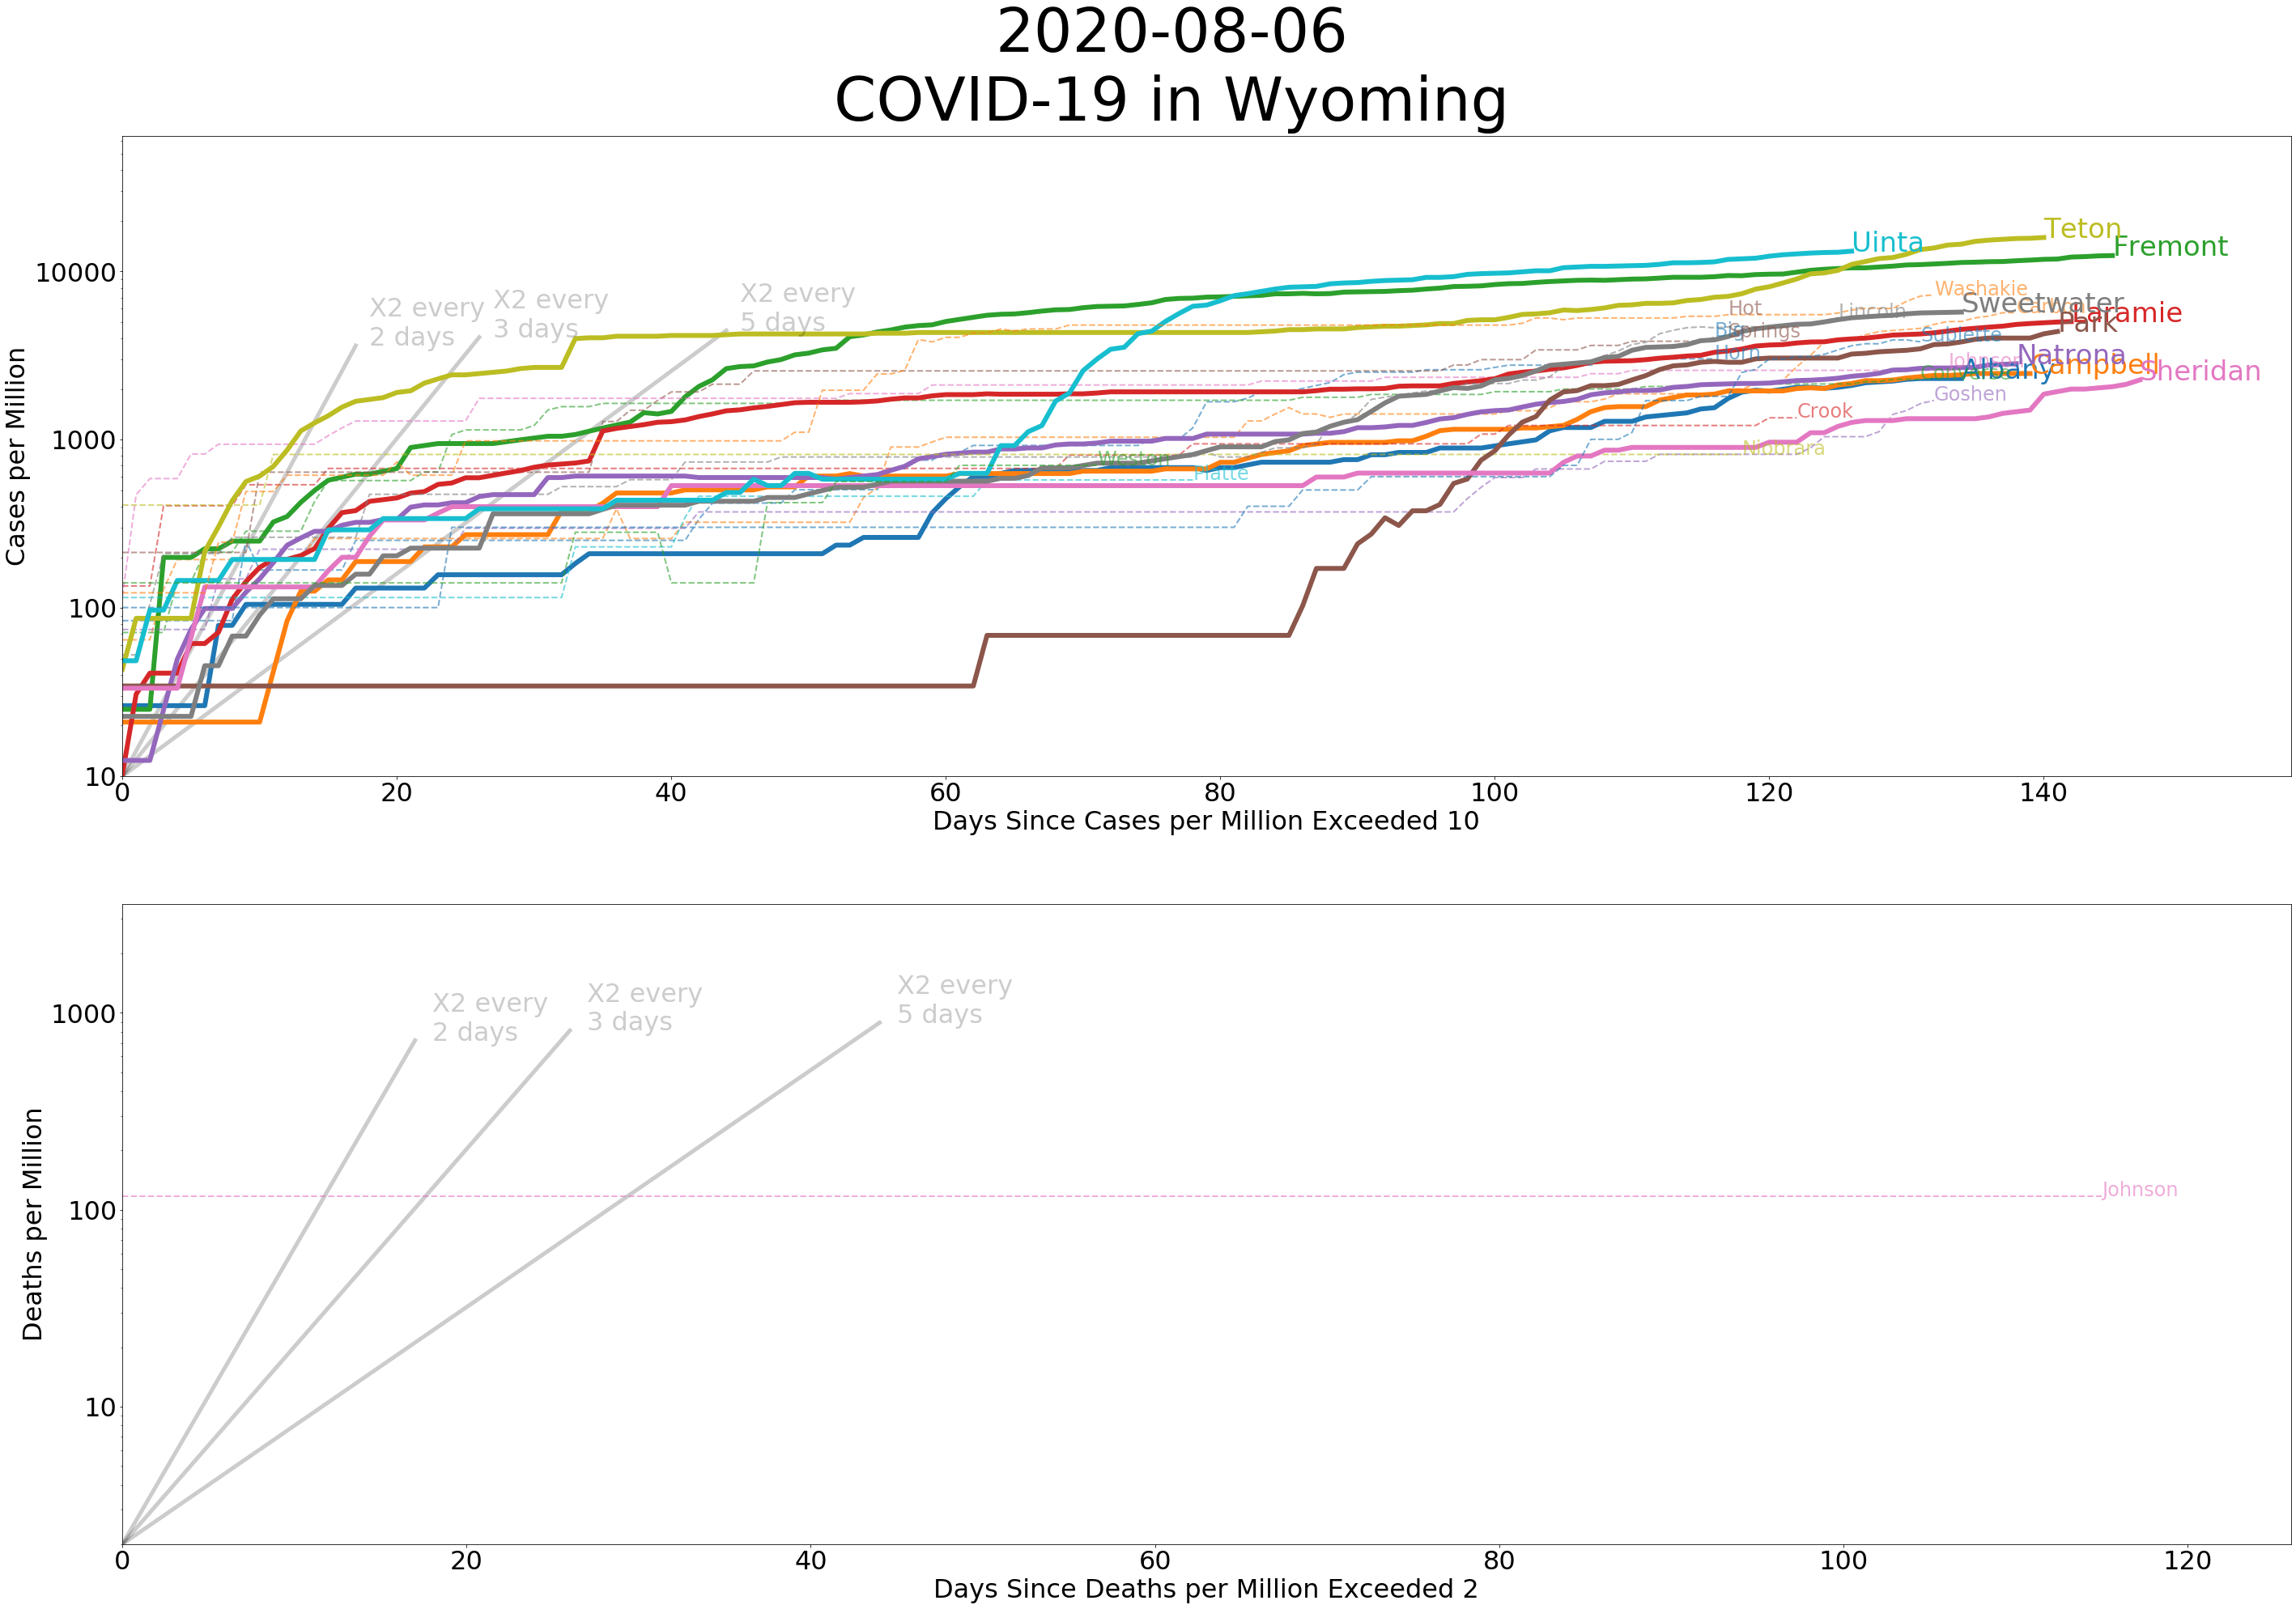 2020-08-06
COVID-19 in Wyoming
Cases per Million
10000
1000
100
10
X2 every
2 days
X2 every
3 days
X2 every
5 days
Uinta
Teton
Fremont
Washakie
Hot
Springs
Lincoln
Sweetwater
Carbon
Laramie
Park
Big
Horn
Sublette
Johnson
Natrona
Converse
Albany
Campbell
Sheridan
Goshen
Crook
Niobrara
Weston
Platte
0
20
40
60
80
100
120
140
Days Since Cases per Million Exceeded 10
Deaths per Million
1000
100
10
X2 every
2 days
X2 every
3 days
X2 every
5 days
Johnson
0
20
40
60
80
100
120
Days Since Deaths per Million Exceeded 2